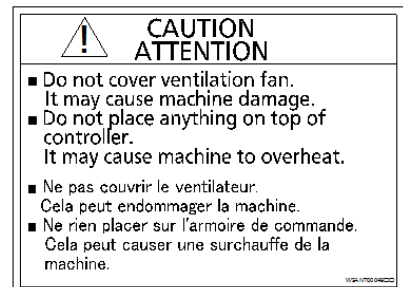 CAUTION
ATTENTION
■ Do not cover ventilation fan.
It may cause machine damage.
■ Do not place anything on top of
controller.
It may cause machine to overheat.
■ Ne pas couvrir le ventilateur.
Cela peut endommager la machine.
■ Ne rien placer sur l'armoire de commande.
Cela peut causer une surchauffe de la
machine.